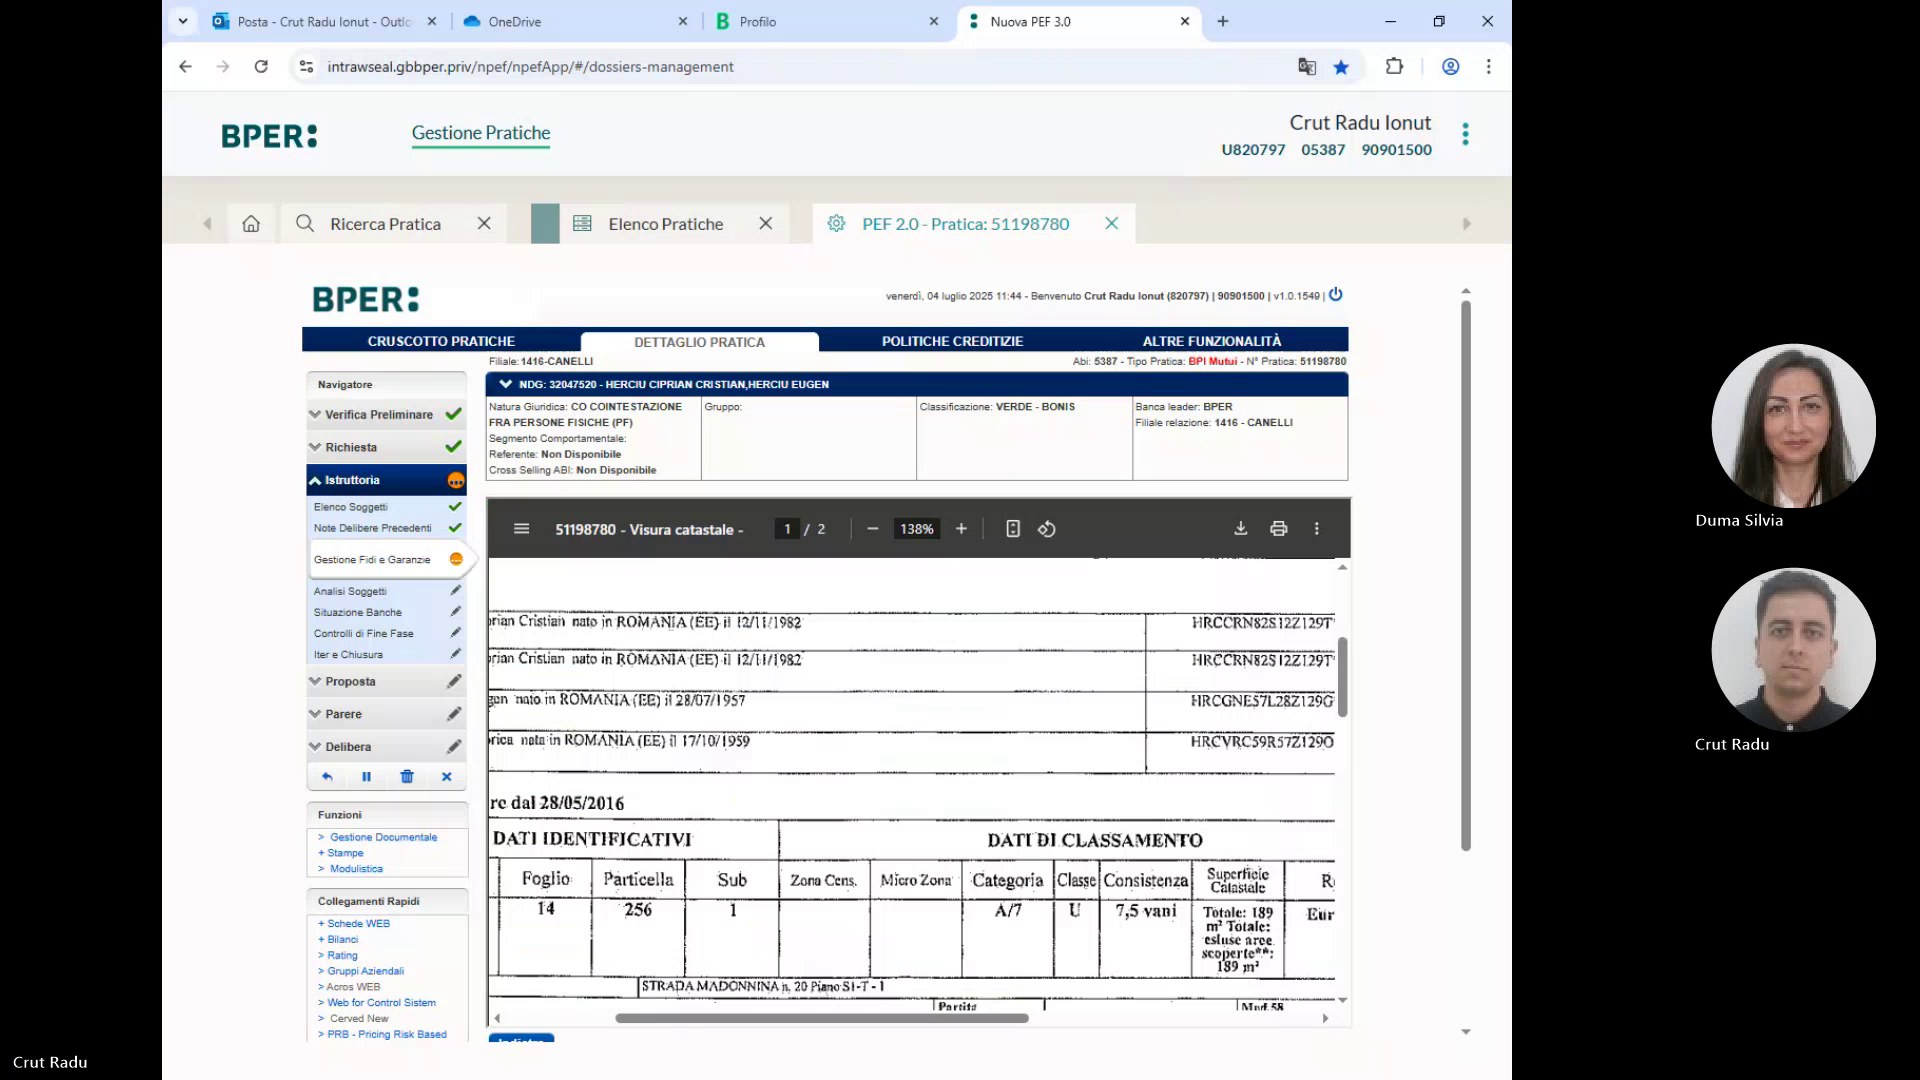 Posta - Crut Radu Ionut - Outlo
OneDrive
Profilo
Nuova PEF 3.0
intrawseal.gbbper.priv/npef/npefApp/#/dossiers-management
BPER:
Gestione Pratiche
Crut Radu Ionut
U820797 05387 90901500
Ricerca Pratica
Elenco Pratiche
PEF 2.0 - Pratica: 51198780
BPER:
venerdì, 04 luglio 2025 11:44 - Benvenuto Crut Radu Ionut (820797) | 90901500 | v1.0.1549 |
CRUSCOTTO PRATICHE
DETTAGLIO PRATICA
POLITICHE CREDITIZIE
ALTRE FUNZIONALITÀ
Filiale: 1416-CANELLI
Abi: 5387 - Tipo Pratica: BPI Mutui - N° Pratica: 51198780
Navigatore
Verifica Preliminare
Richiesta
Istruttoria
Elenco Soggetti
Note Delibere Precedenti
Gestione Fidi e Garanzie
Analisi Soggetti
Situazione Banche
Controlli di Fine Fase
Iter e Chiusura
Proposta
Parere
Delibera
Funzioni
> Gestione Documentale
+ Stampe
> Modulistica
Collegamenti Rapidi
+ Schede WEB
+ Bilanci
> Rating
> Gruppi Aziendali
> Acros WEB
> Web for Control Sistem
> Cerved New
> PRB - Pricing Risk Based
NDG: 32047520 - HERCIU CIPRIAN CRISTIAN,HERCIU EUGEN
Natura Giuridica: CO COINTESTAZIONE
FRA PERSONE FISICHE (PF)
Segmento Comportamentale:
Referente: Non Disponibile
Cross Selling ABI: Non Disponibile
Gruppo:
Classificazione: VERDE - BONIS
Banca leader: BPER
Filiale relazione: 1416 - CANELLI
51198780 - Visura catastale -
1 / 2
138%
rian Cristian nato in ROMANIA (EE) il 12/11/1982 HRCCRN82S12Z129T
rian Cristian nato in ROMANIA (EE) il 12/11/1982 HRCCRN82S12Z129T
gen nato in ROMANIA (EE) il 28/07/1957 HRCGNE57L28Z129G
rica nata in ROMANIA (EE) il 17/10/1959 HRCVRC59R57Z129O
re dal 28/05/2016
DATI IDENTIFICATIVI
DATI DI CLASSAMENTO
Foglio Particella Sub Zona Cens. Micro Zona Categoria Classe Consistenza Superficie Catastale R
14 256 1 A/7 U 7,5 vani Totale: 189 Eur
m² Totale:
escluse aree
scoperte**:
189 m²
STRADA MADONNINA n. 20 Piano S1-T - 1
Partita
Mod.58
Indietro
Duma Silvia
Crut Radu
Crut Radu